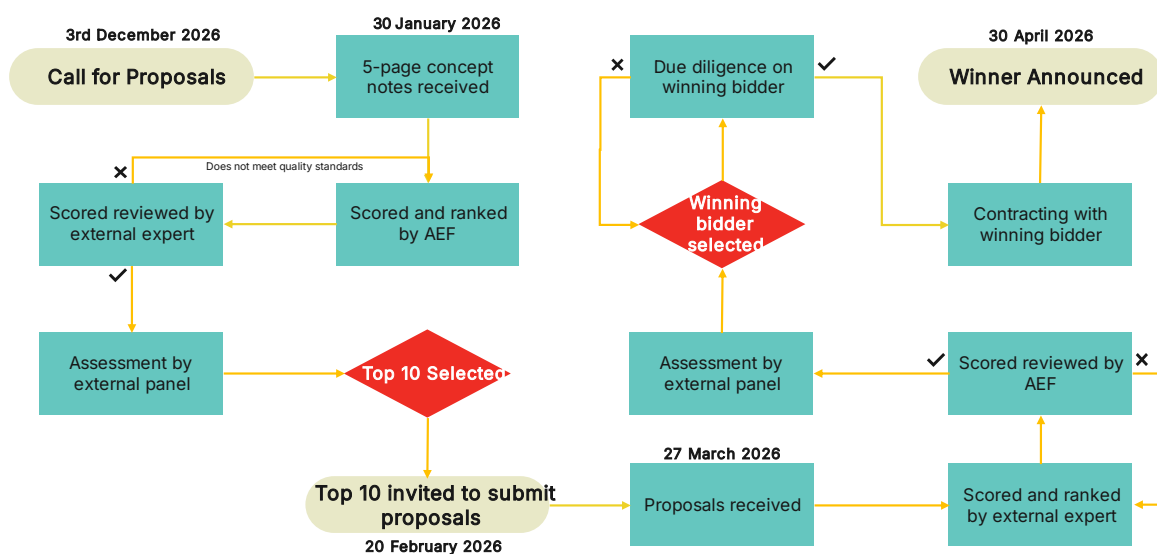 3rd December 2026
Call for Proposals
30 January 2026
5-page concept
notes received
Does not meet quality standards
Scored and ranked
by AEF
Scored reviewed by
external expert
Assessment by
external panel
Top 10 Selected
Top 10 invited to submit
proposals
20 February 2026
27 March 2026
Proposals received
Scored and ranked
by external expert
Scored reviewed by
AEF
Assessment by
external panel
Winning
bidder
selected
Due diligence on
winning bidder
Contracting with
winning bidder
30 April 2026
Winner Announced